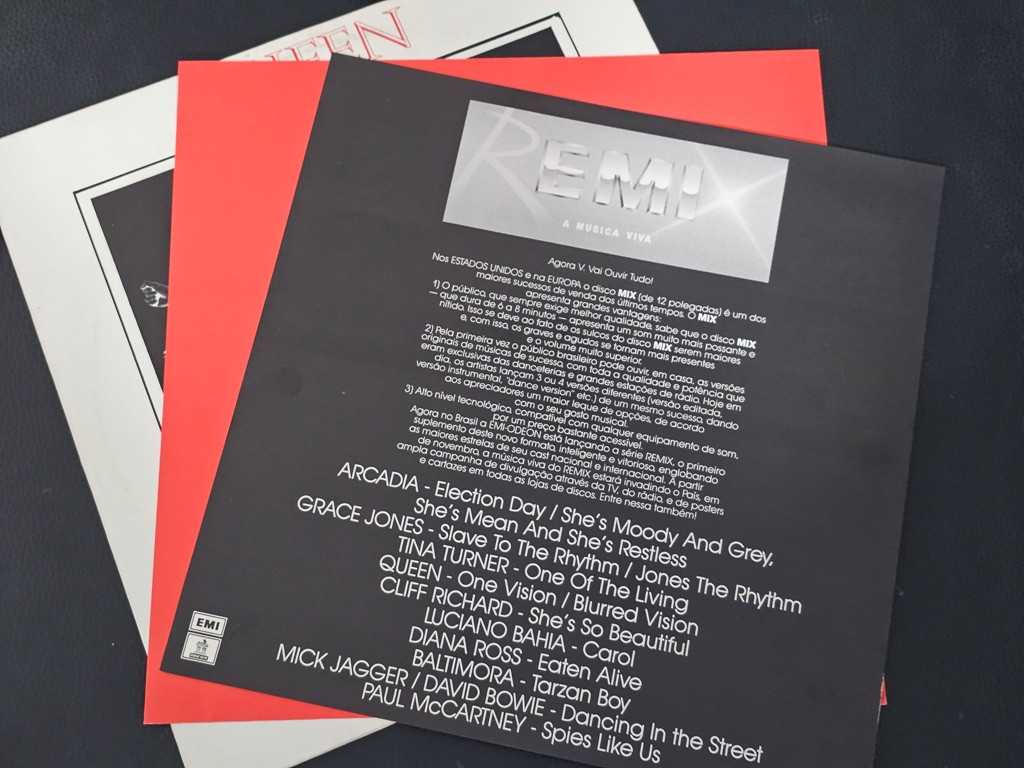 QUEEN
REMIX
A MUSICA VIVA
Agora V. Vai Ouvir Tudo!
Nos ESTADOS UNIDOS e na EUROPA o disco MIX (de 12 polegadas) é um dos
maiores sucessos de venda dos últimos tempos. O MIX
apresenta grandes vantagens:
1) O público, que sempre exige melhor qualidade, sabe que o disco MIX
— que dura de 6 a 8 minutos — apresenta um som muito mais possante e
nítido. Isso se deve ao fato de os sulcos do disco MIX serem maiores
e, com isso, os graves e agudos se tornam mais presentes
e o volume muito superior.
2) Pela primeira vez o público brasileiro pode ouvir, em casa, as versões
originais de músicas de sucesso, com toda a qualidade e potência que
eram exclusivas das danceterias e grandes estações de rádio. Hoje em
dia, os artistas lançam 3 ou 4 versões diferentes (versão editada,
versão instrumental, "dance version" etc.) de um mesmo sucesso, dando
aos apreciadores um maior leque de opções, de acordo
com o seu gosto musical.
3) Alto nível tecnológico, compatível com qualquer equipamento de som,
por um preço bastante acessível.
Agora no Brasil a EMI-ODEON está lançando a série REMIX, o primeiro
suplemento deste novo formato, inteligente e vitorioso, englobando
as maiores estrelas de seu cast nacional e internacional. A partir
de novembro, a música viva do REMIX estará invadindo o País, em
ampla campanha de divulgação através da TV, do rádio, e de posters
e cartazes em todas as lojas de discos. Entre nessa também!
ARCADIA - Election Day / She's Moody And Grey,
She's Mean And She's Restless
GRACE JONES - Slave To The Rhythm / Jones The Rhythm
TINA TURNER - One Of The Living
QUEEN - One Vision / Blurred Vision
CLIFF RICHARD - She's So Beautiful
LUCIANO BAHIA - Carol
DIANA ROSS - Eaten Alive
BALTIMORA - Tarzan Boy
MICK JAGGER / DAVID BOWIE - Dancing In the Street
PAUL McCARTNEY - Spies Like Us
EMI